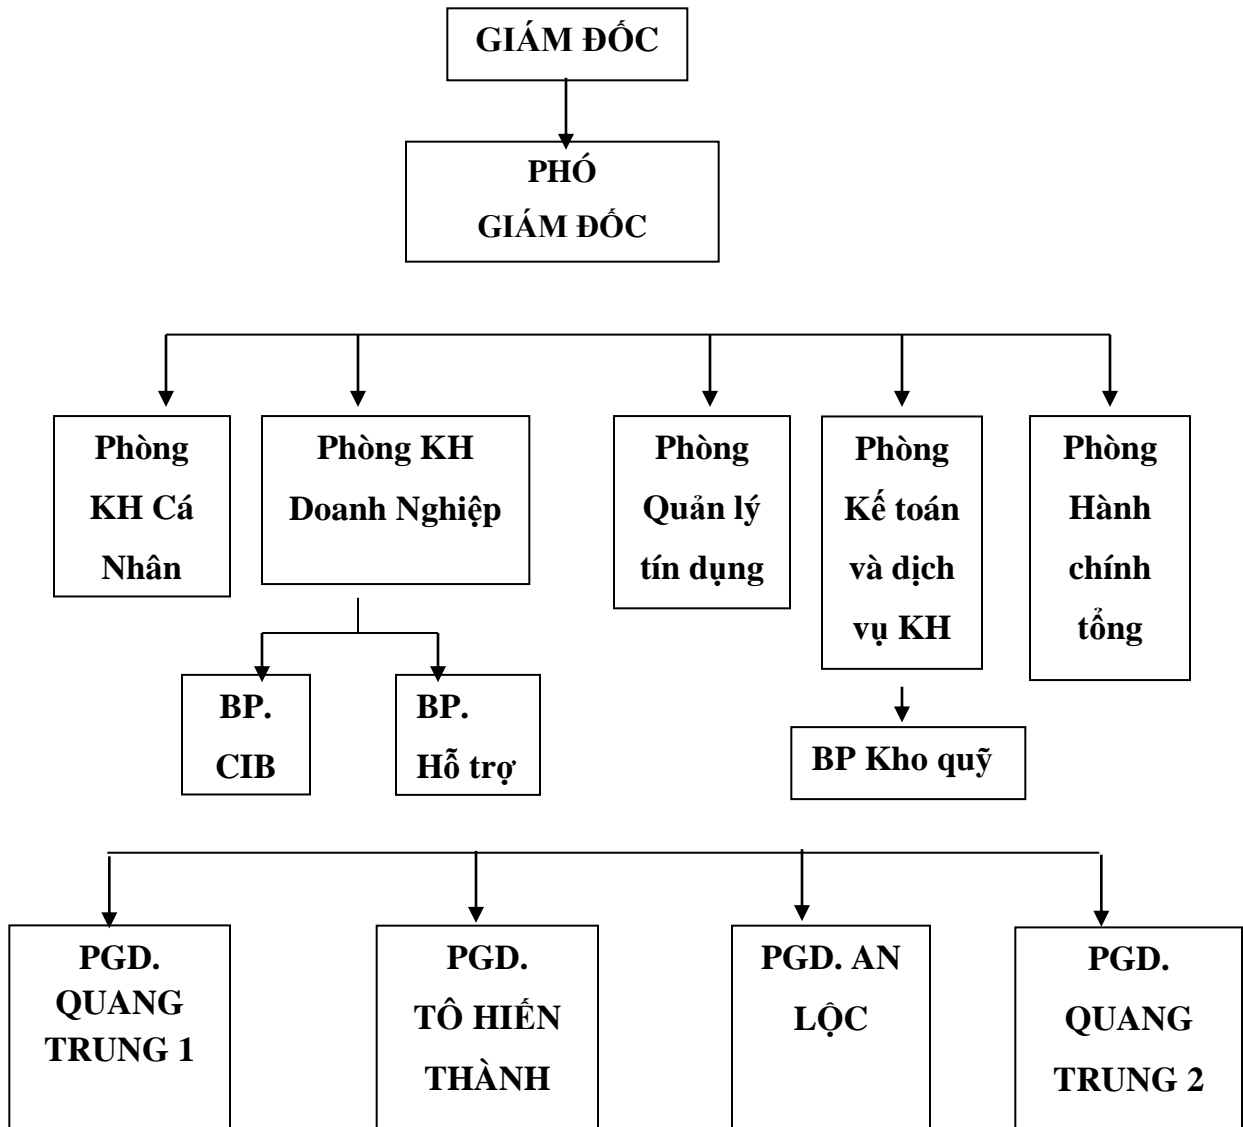 GIÁM ĐỐC
PHÓ
GIÁM ĐỐC
Phòng
KH Cá
Nhân
Phòng KH
Doanh Nghiệp
Phòng
Quản lý
tín dụng
Phòng
Kế toán
và dịch
vụ KH
Phòng
Hành
chính
tổng
BP.
CIB
BP.
Hỗ trợ
BP Kho quỹ
PGD.
QUANG
TRUNG 1
PGD.
TÔ HIẾN
THÀNH
PGD. AN
LỘC
PGD.
QUANG
TRUNG 2